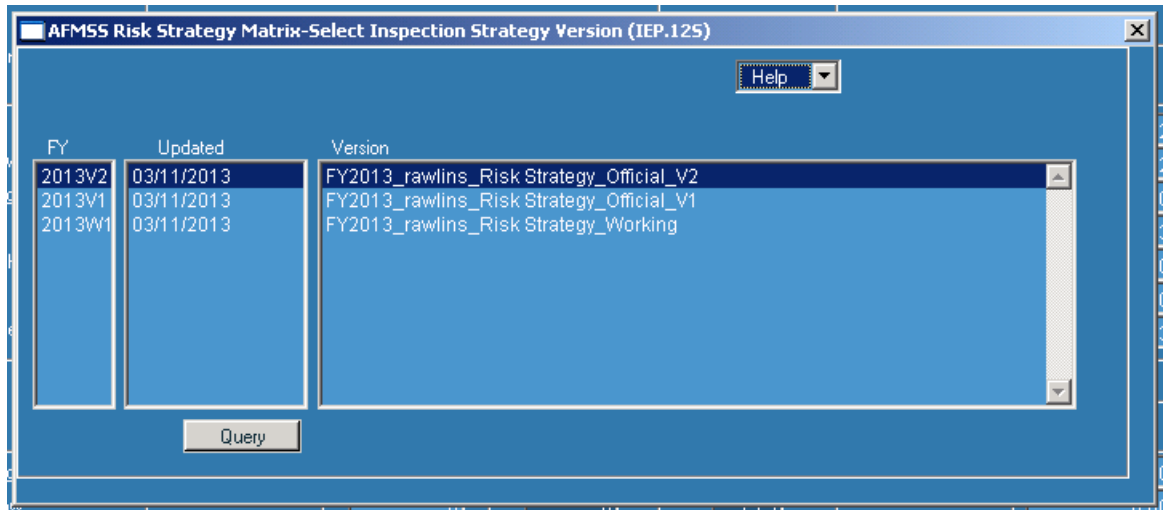 AFMSS Risk Strategy Matrix-Select Inspection Strategy Version (IEP.12S)
Help
FY Updated Version
2013V2 03/11/2013 FY2013_rawlins_Risk Strategy_Official_V2
2013V1 03/11/2013 FY2013_rawlins_Risk Strategy_Official_V1
2013W1 03/11/2013 FY2013_rawlins_Risk Strategy_Working
Query